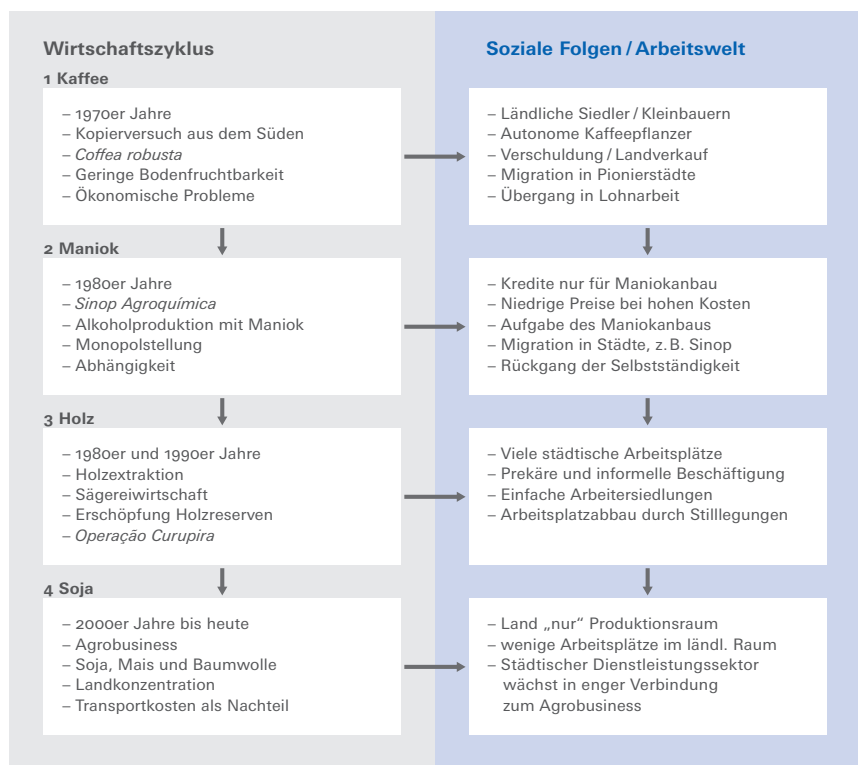 Wirtschaftszyklus
Soziale Folgen / Arbeitswelt
1 Kaffee
– 1970er Jahre
– Kopierversuch aus dem Süden
– Coffea robusta
– Geringe Bodenfruchtbarkeit
– Ökonomische Probleme
– Ländliche Siedler / Kleinbauern
– Autonome Kaffeepflanzer
– Verschuldung / Landverkauf
– Migration in Pionierstädte
– Übergang in Lohnarbeit
2 Maniok
– 1980er Jahre
– Sinop Agroquímica
– Alkoholproduktion mit Maniok
– Monopolstellung
– Abhängigkeit
– Kredite nur für Maniokanbau
– Niedrige Preise bei hohen Kosten
– Aufgabe des Maniokanbaus
– Migration in Städte, z. B. Sinop
– Rückgang der Selbstständigkeit
3 Holz
– 1980er und 1990er Jahre
– Holzextraktion
– Sägereiwirtschaft
– Erschöpfung Holzreserven
– Operação Curupira
– Viele städtische Arbeitsplätze
– Prekäre und informelle Beschäftigung
– Einfache Arbeitersiedlungen
– Arbeitsplatzabbau durch Stilllegungen
4 Soja
– 2000er Jahre bis heute
– Agrobusiness
– Soja, Mais und Baumwolle
– Landkonzentration
– Transportkosten als Nachteil
– Land „nur“ Produktionsraum
– wenige Arbeitsplätze im ländl. Raum
– Städtischer Dienstleistungssektor
wächst in enger Verbindung
zum Agrobusiness